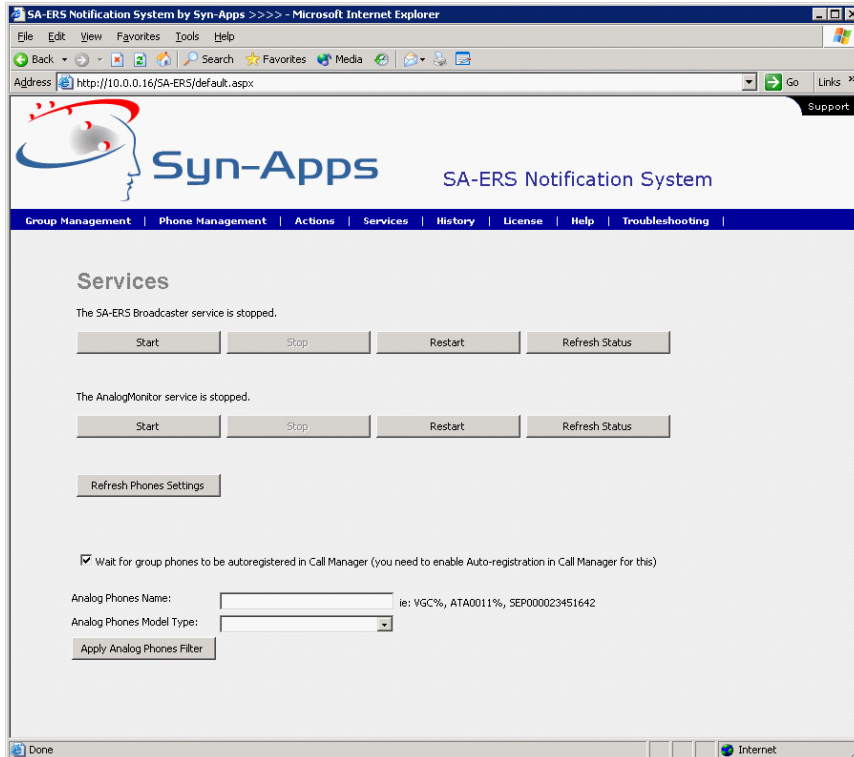 SA-ERS Notification System by Syn-Apps >>>> - Microsoft Internet Explorer
File Edit View Favorites Tools Help
Back Search Favorites Media
Address http://10.0.0.16/SA-ERS/default.aspx Go Links »
Support
Syn-Apps
SA-ERS Notification System
Group Management | Phone Management | Actions | Services | History | License | Help | Troubleshooting |
Services
The SA-ERS Broadcaster service is stopped.
Start Stop Restart Refresh Status
The AnalogMonitor service is stopped.
Start Stop Restart Refresh Status
Refresh Phones Settings
Wait for group phones to be autoregistered in Call Manager (you need to enable Auto-registration in Call Manager for this)
Analog Phones Name: ie: VGC%, ATA0011%, SEP000023451642
Analog Phones Model Type:
Apply Analog Phones Filter
Done Internet